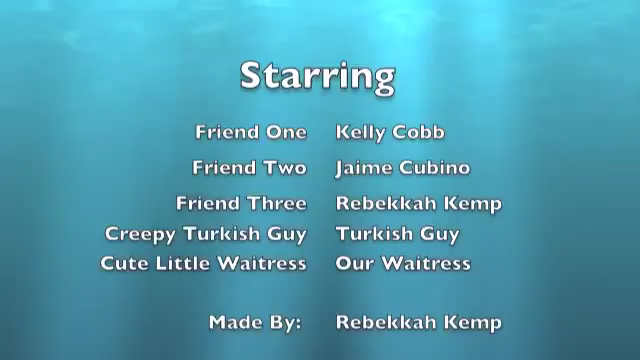 Starring
Friend One Kelly Cobb
Friend Two Jaime Cubino
Friend Three Rebekkah Kemp
Creepy Turkish Guy Turkish Guy
Cute Little Waitress Our Waitress
Made By: Rebekkah Kemp